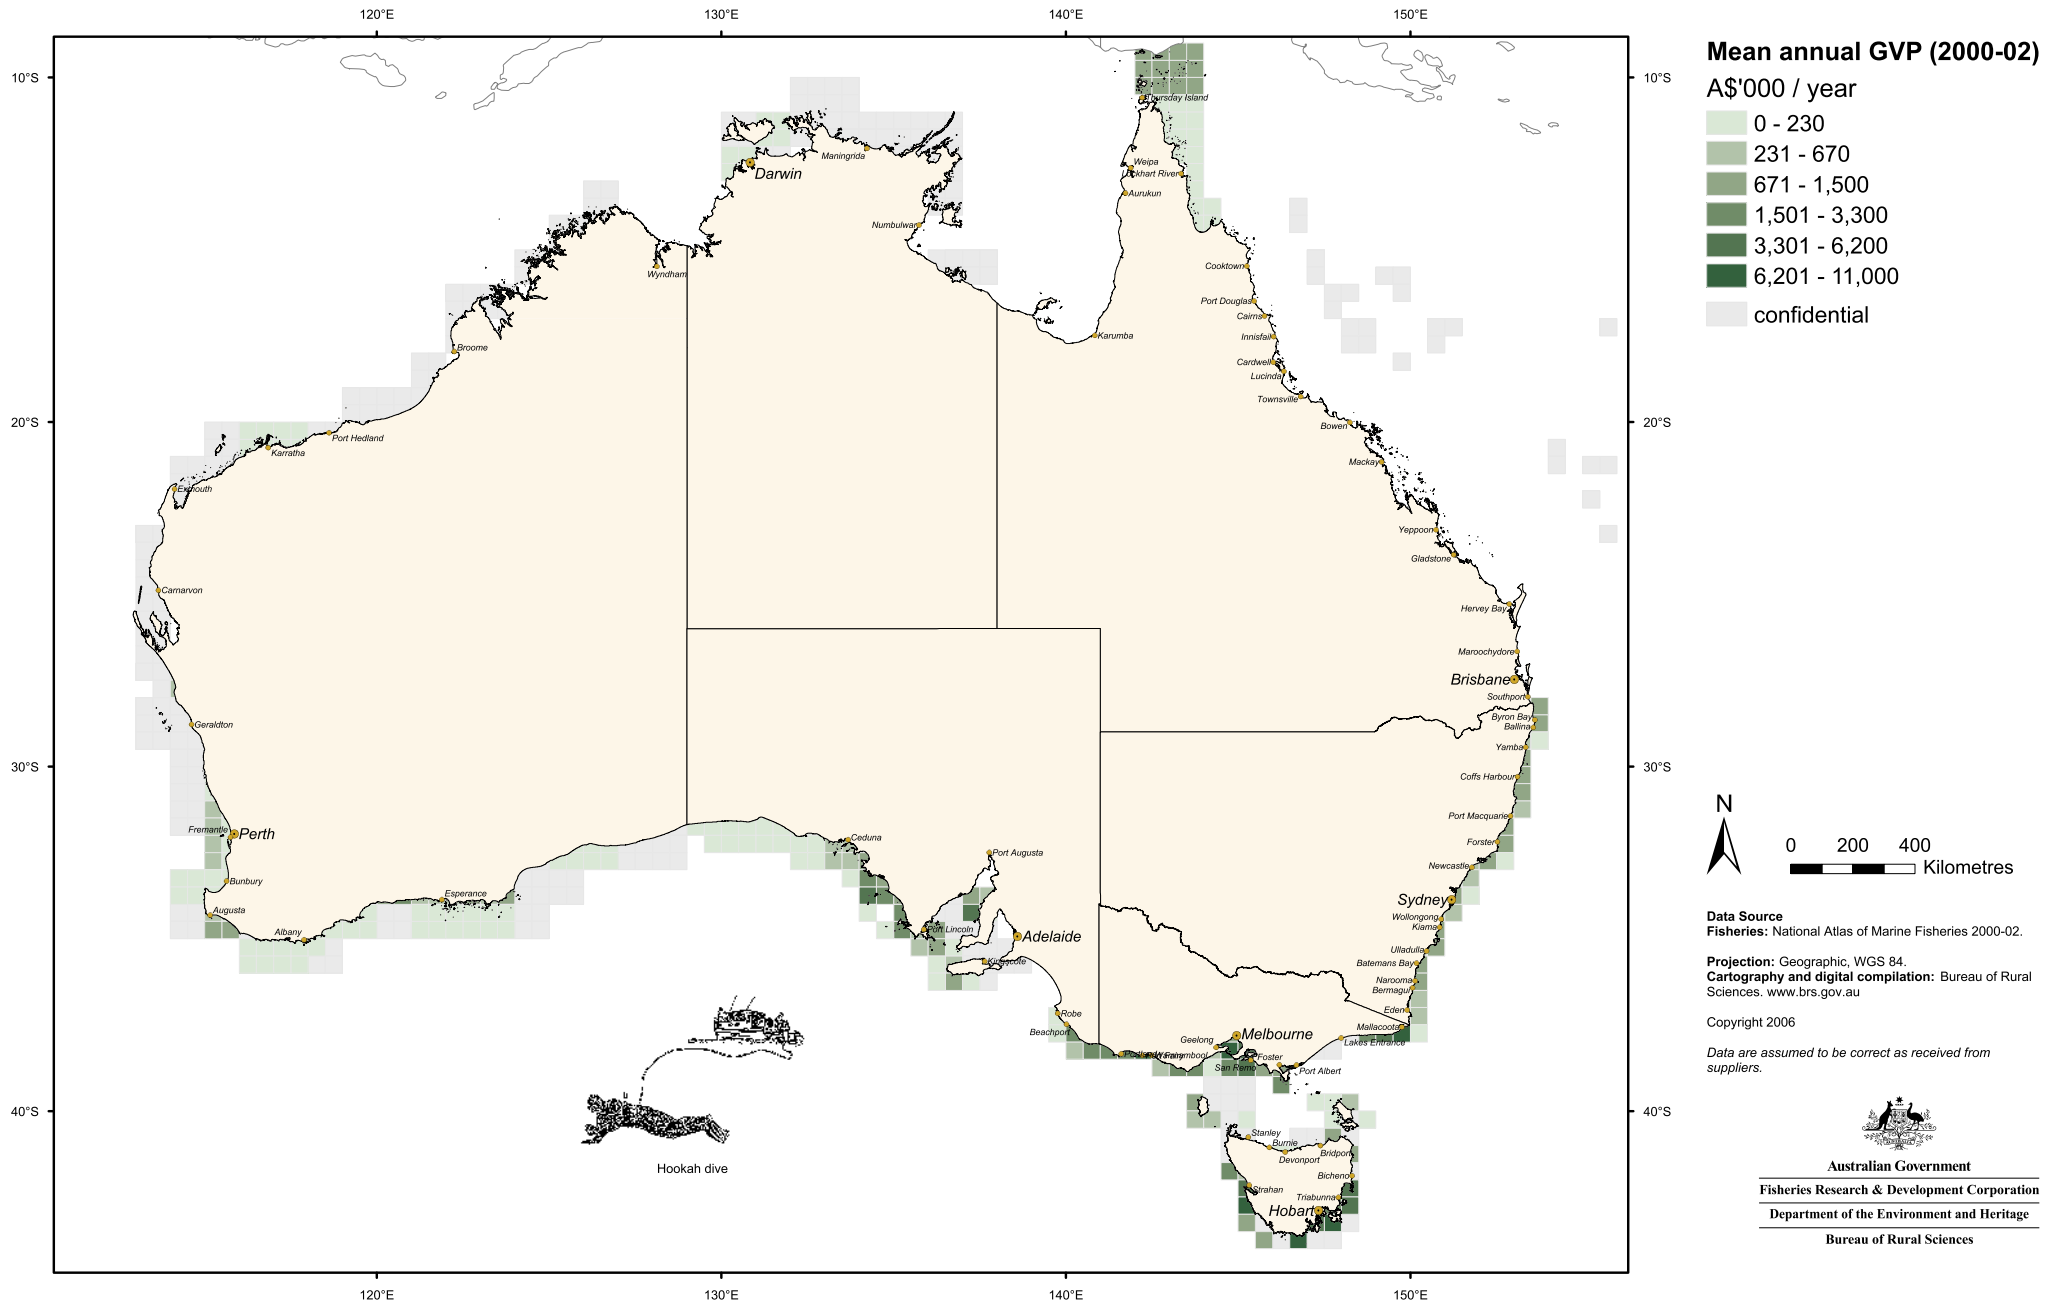 120°E
130°E
140°E
150°E
Mean annual GVP (2000-02)
A$'000 / year
0 - 230
231 - 670
671 - 1,500
1,501 - 3,300
3,301 - 6,200
6,201 - 11,000
confidential
10°S
10°S
Thursday Island
Maningrida
Darwin
Weipa
Lockhart River
Aurukun
Numbulwar
Wyndham
Cooktown
Port Douglas
Cairns
Innisfail
Karumba
Broome
Cardwell
Lucinda
Townsville
20°S
20°S
Bowen
Port Hedland
Karratha
Mackay
Exmouth
Yeppoon
Gladstone
Carnarvon
Hervey Bay
Maroochydore
Brisbane
Southport
Byron Bay
Ballina
Geraldton
Yamba
30°S
30°S
Coffs Harbour
Port Macquarie
Fremantle
Perth
Ceduna
Forster
Port Augusta
Newcastle
Bunbury
Esperance
Sydney
Augusta
Wollongong
Kiama
Albany
Port Lincoln
Adelaide
Ulladulla
Batemans Bay
Kingscote
Narooma
Bermagui
Eden
Robe
Beachport
Mallacoota
Melbourne
Geelong
Lakes Entrance
Foster
San Remo
Port Albert
40°S
40°S
Stanley
Burnie
Devonport
Bridport
Bicheno
Strahan
Triabunna
Hobart
Hookah dive
N
0 200 400
Kilometres
Data Source
Fisheries: National Atlas of Marine Fisheries 2000-02.
Projection: Geographic, WGS 84.
Cartography and digital compilation: Bureau of Rural
Sciences. www.brs.gov.au
Copyright 2006
Data are assumed to be correct as received from
suppliers.
Australian Government
Fisheries Research & Development Corporation
Department of the Environment and Heritage
Bureau of Rural Sciences
120°E
130°E
140°E
150°E